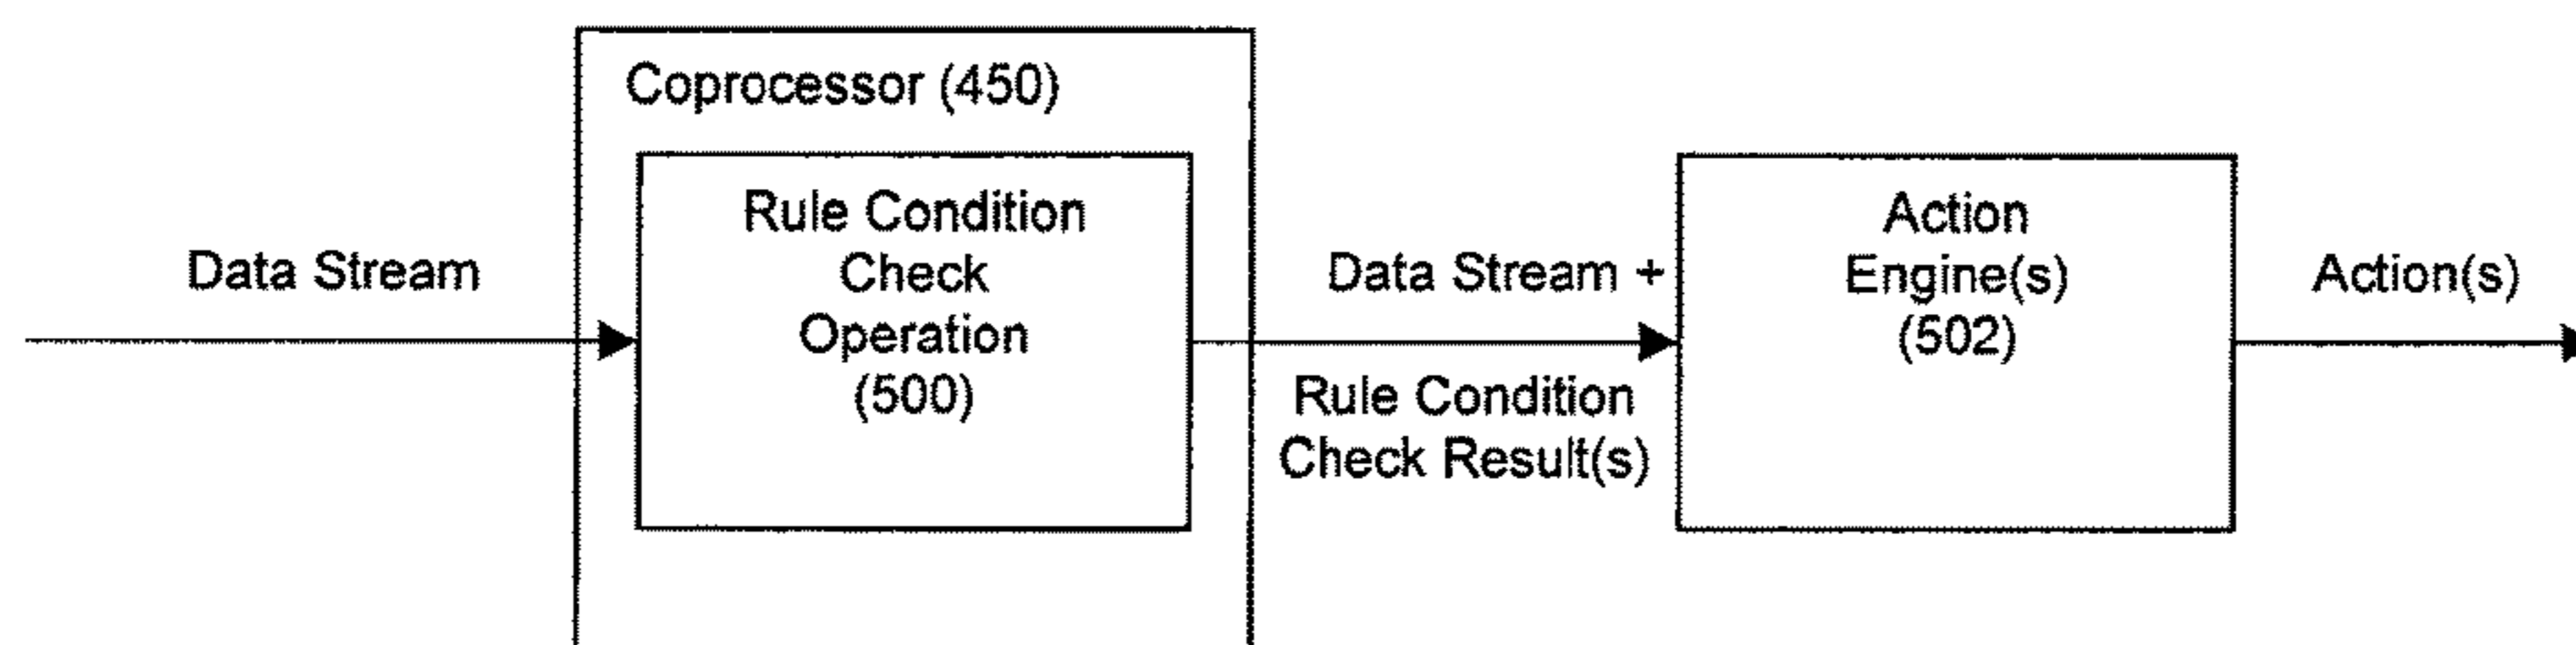 Coprocessor (450)
Data Stream
Rule Condition
Check
Operation
(500)
Data Stream +
Rule Condition
Check Result(s)
Action
Engine(s)
(502)
Action(s)